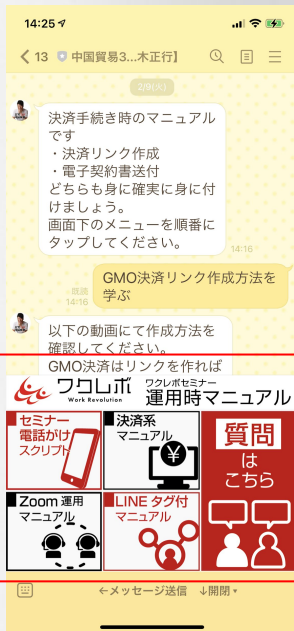 14:25
13 中国貿易3...木正行】
2/9(火)
決済手続き時のマニュアル
です
・決済リンク作成
・電子契約書送付
どちらも身に確実に身に付
けましょう。
画面下のメニューを順番に
タップしてください。
14:16
GMO決済リンク作成方法を
学ぶ
既読
14:16
以下の動画にて作成方法を
確認してください。
GMO決済はリンクを作れば
ワクレボ
Work Revolution
ワクレボセミナー
運用時マニュアル
セミナー
電話がけ
スクリプト
決済系
マニュアル
質問
は
こちら
Zoom 運用
マニュアル
LINE タグ付
マニュアル
←メッセージ送信 ↓開閉▾